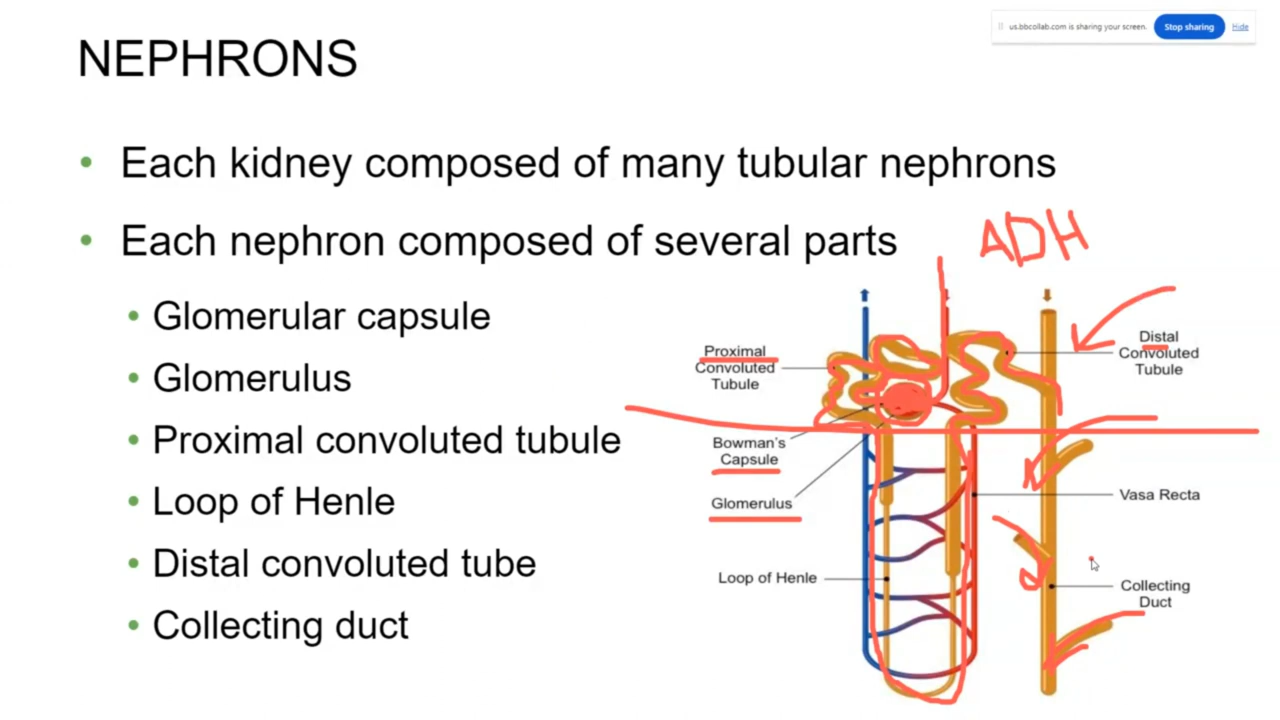 us.bbcollab.com is sharing your screen. Stop sharing Hide
NEPHRONS
• Each kidney composed of many tubular nephrons
• Each nephron composed of several parts
• Glomerular capsule
• Glomerulus
• Proximal convoluted tubule
• Loop of Henle
• Distal convoluted tube
• Collecting duct
ADH
Proximal
Convoluted
Tubule
Distal
Convoluted
Tubule
Bowman's
Capsule
Glomerulus
Vasa Recta
Loop of Henle
Collecting
Duct